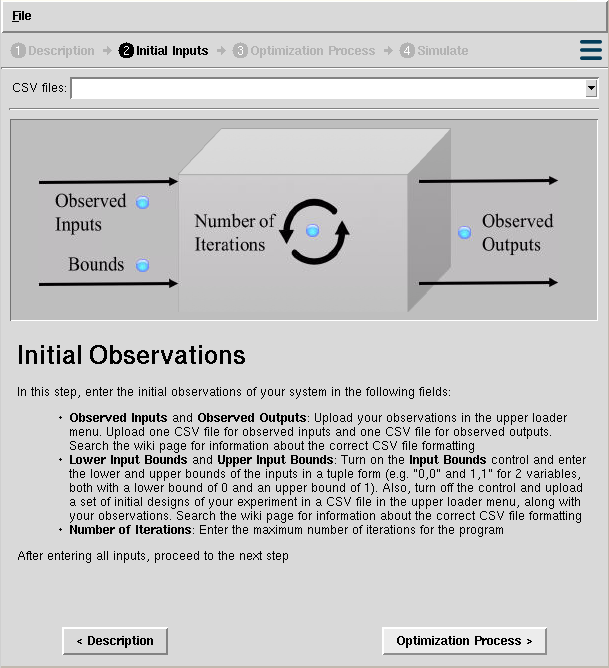 File
1 Description → 2 Initial Inputs → 3 Optimization Process → 4 Simulate
CSV files:
Observed
Inputs
Bounds
Number of
Iterations
Observed
Outputs
Initial Observations
In this step, enter the initial observations of your system in the following fields:
• Observed Inputs and Observed Outputs: Upload your observations in the upper loader
menu. Upload one CSV file for observed inputs and one CSV file for observed outputs.
Search the wiki page for information about the correct CSV file formatting
• Lower Input Bounds and Upper Input Bounds: Turn on the Input Bounds control and enter
the lower and upper bounds of the inputs in a tuple form (e.g. "0,0" and 1,1" for 2 variables,
both with a lower bound of 0 and an upper bound of 1). Also, turn off the control and upload
a set of initial designs of your experiment in a CSV file in the upper loader menu, along with
your observations. Search the wiki page for information about the correct CSV file formatting
• Number of Iterations: Enter the maximum number of iterations for the program
After entering all inputs, proceed to the next step
< Description
Optimization Process >